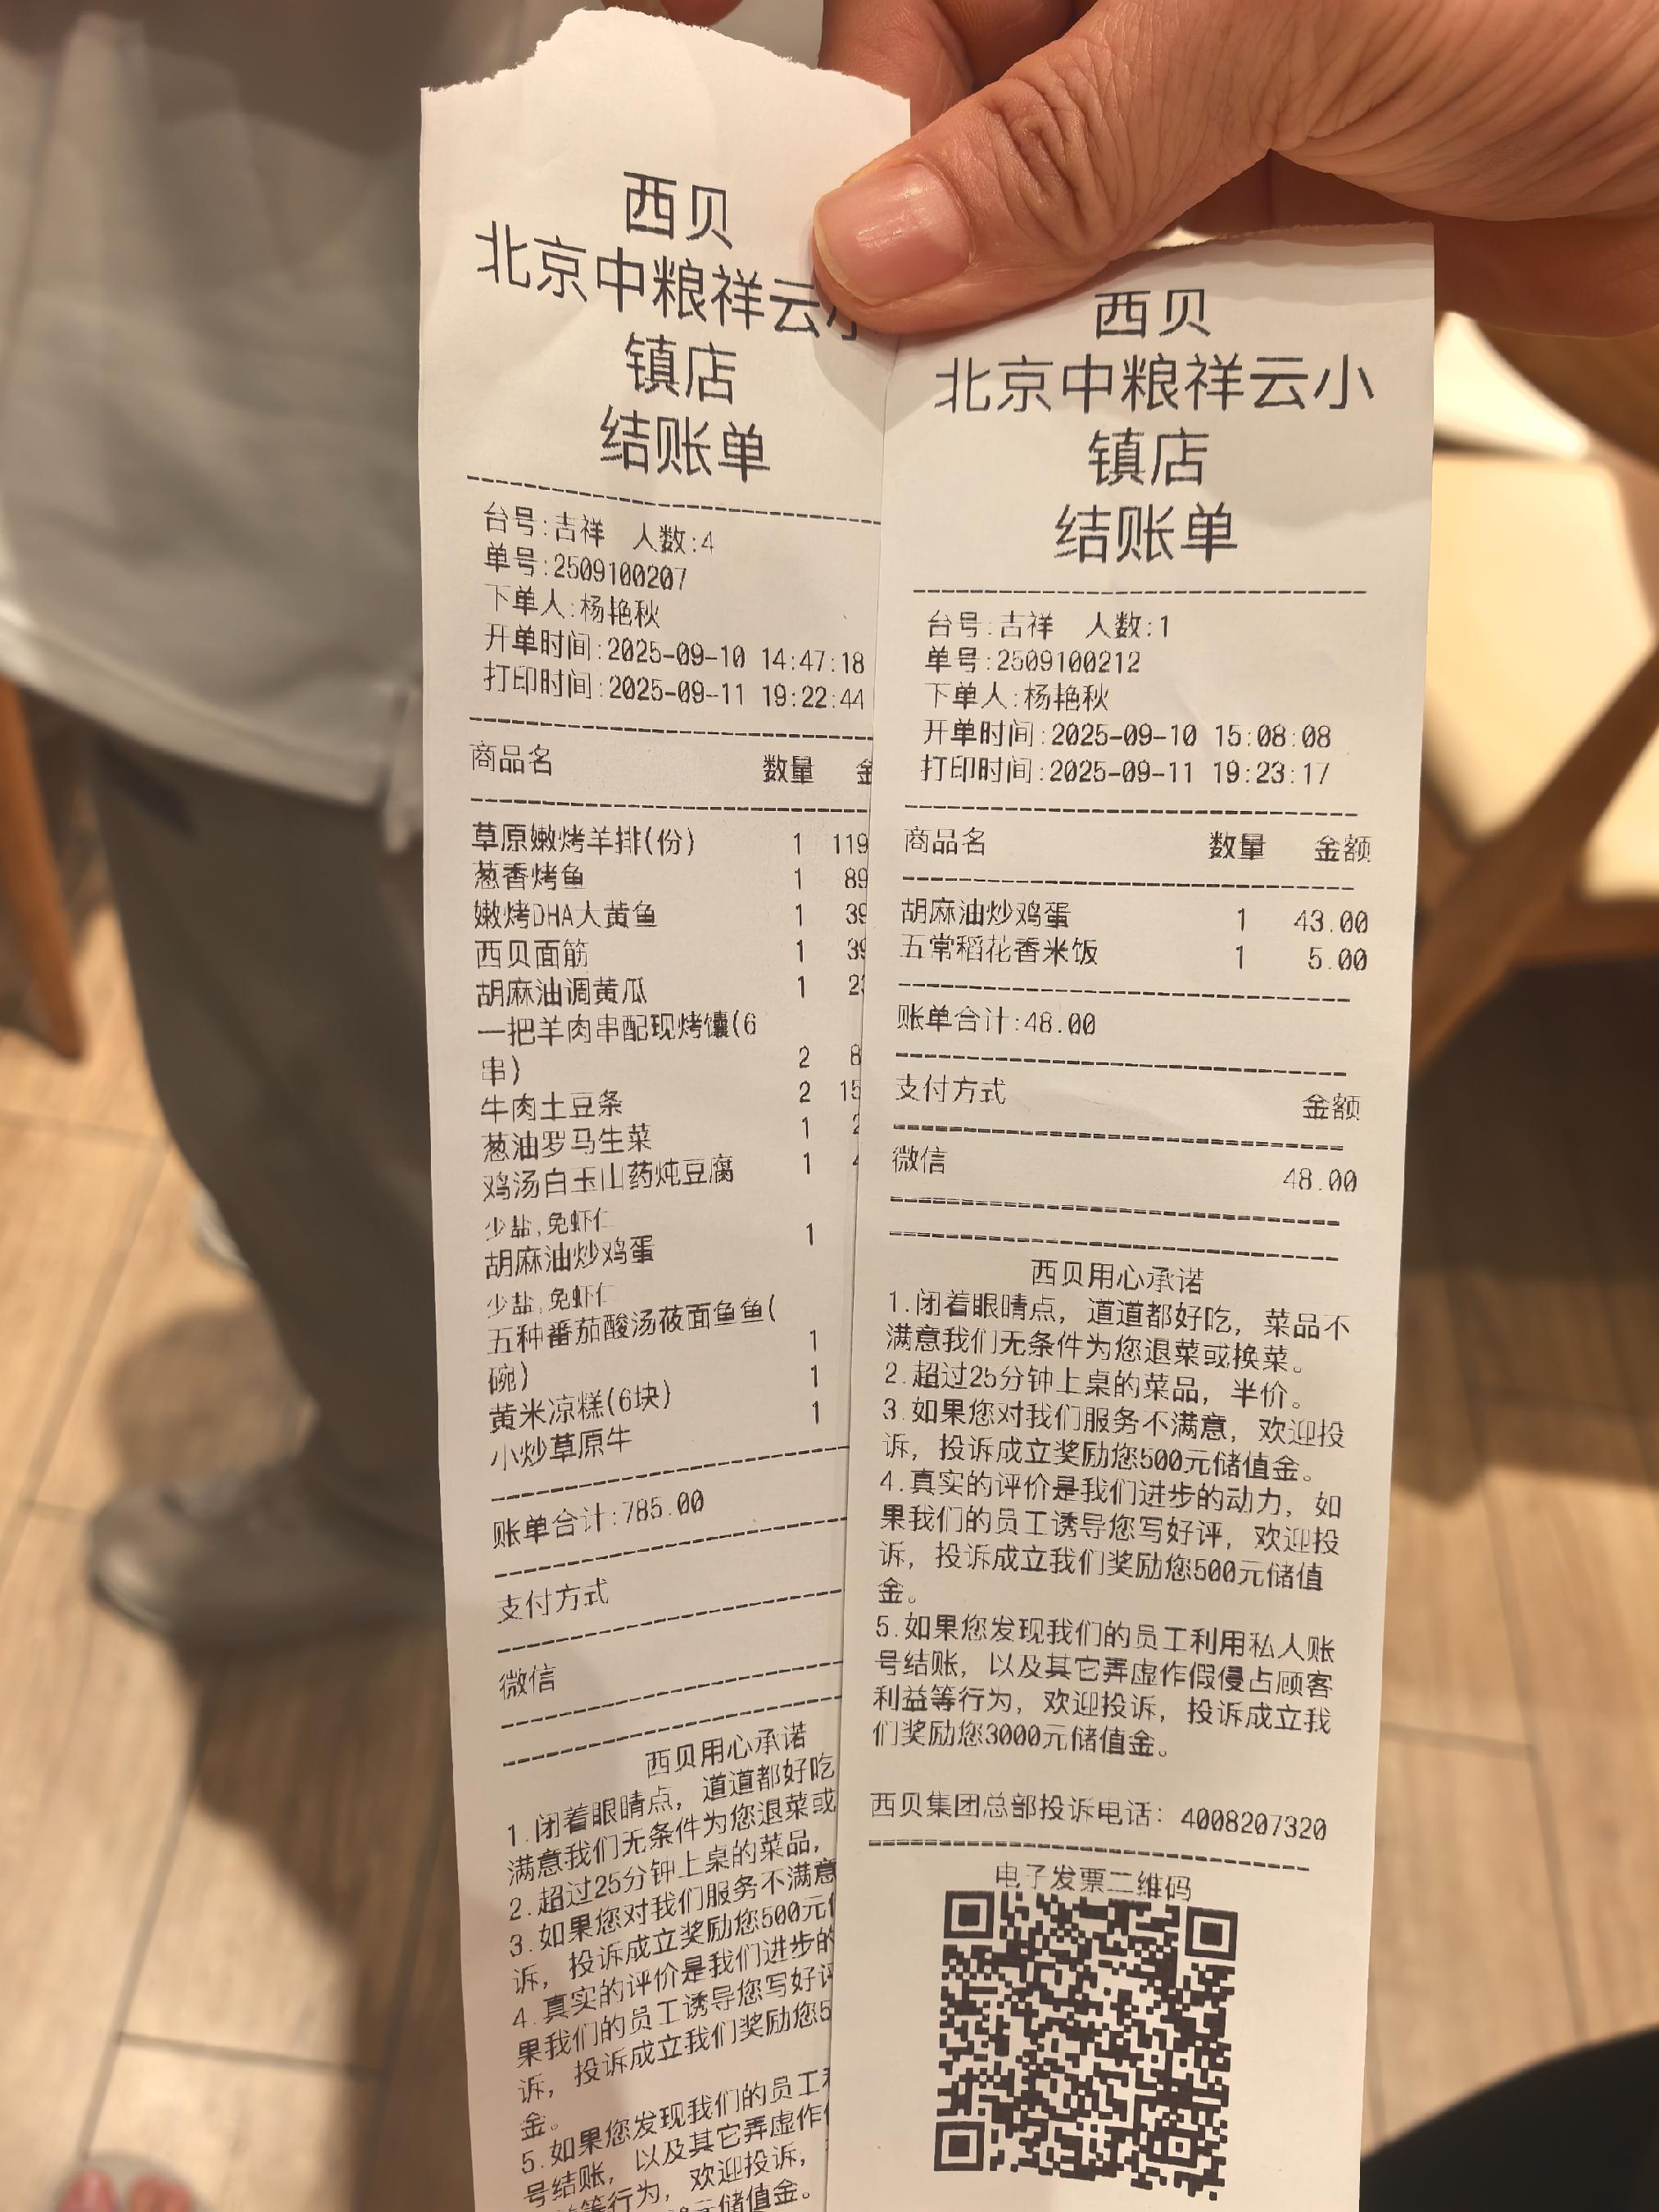 西贝
北京中粮祥云小
镇店
结账单
台号:吉祥 人数:4
单号:2509100207
下单人:杨艳秋
开单时间:2025-09-10 14:47:18
打印时间:2025-09-11 19:22:44
商品名 数量 金
草原嫩烤羊排(份) 1 119
葱香烤鱼 1 89
嫩烤DHA大黄鱼 1 39
西贝面筋 1 39
胡麻油调黄瓜 1 2
一把羊肉串配现烤馕(6
串) 2 8
牛肉土豆条 2 15
葱油罗马生菜 1 2
鸡汤白玉山药炖豆腐 1 4
少盐,免虾仁
胡麻油炒鸡蛋 1
少盐,免虾仁
五种番茄酸汤莜面鱼鱼(
碗) 1
黄米凉糕(6块) 1
小炒草原牛 1
账单合计:785.00
支付方式
微信
西贝用心承诺
1.闭着眼睛点，道道都好吃
满意我们无条件为您退菜或
2.超过25分钟上桌的菜品，
3.如果您对我们服务不满意
诉，投诉成立奖励您500元
4.真实的评价是我们进步的
果我们的员工诱导您写好评
诉，投诉成立我们奖励您5
金。
5.如果您发现我们的员工
号结账，以及其它弄虚作
等行为，欢迎投诉，
元储值金。
西贝
北京中粮祥云小
镇店
结账单
台号:吉祥 人数:1
单号:2509100212
下单人:杨艳秋
开单时间:2025-09-10 15:08:08
打印时间:2025-09-11 19:23:17
商品名 数量 金额
胡麻油炒鸡蛋 1 43.00
五常稻花香米饭 1 5.00
账单合计:48.00
支付方式 金额
微信 48.00
西贝用心承诺
1.闭着眼睛点，道道都好吃，菜品不
满意我们无条件为您退菜或换菜。
2.超过25分钟上桌的菜品，半价。
3.如果您对我们服务不满意，欢迎投
诉，投诉成立奖励您500元储值金。
4.真实的评价是我们进步的动力，如
果我们的员工诱导您写好评，欢迎投
诉，投诉成立我们奖励您500元储值
金。
5.如果您发现我们的员工利用私人账
号结账，以及其它弄虚作假侵占顾客
利益等行为，欢迎投诉，投诉成立我
们奖励您3000元储值金。
西贝集团总部投诉电话：4008207320
电子发票二维码